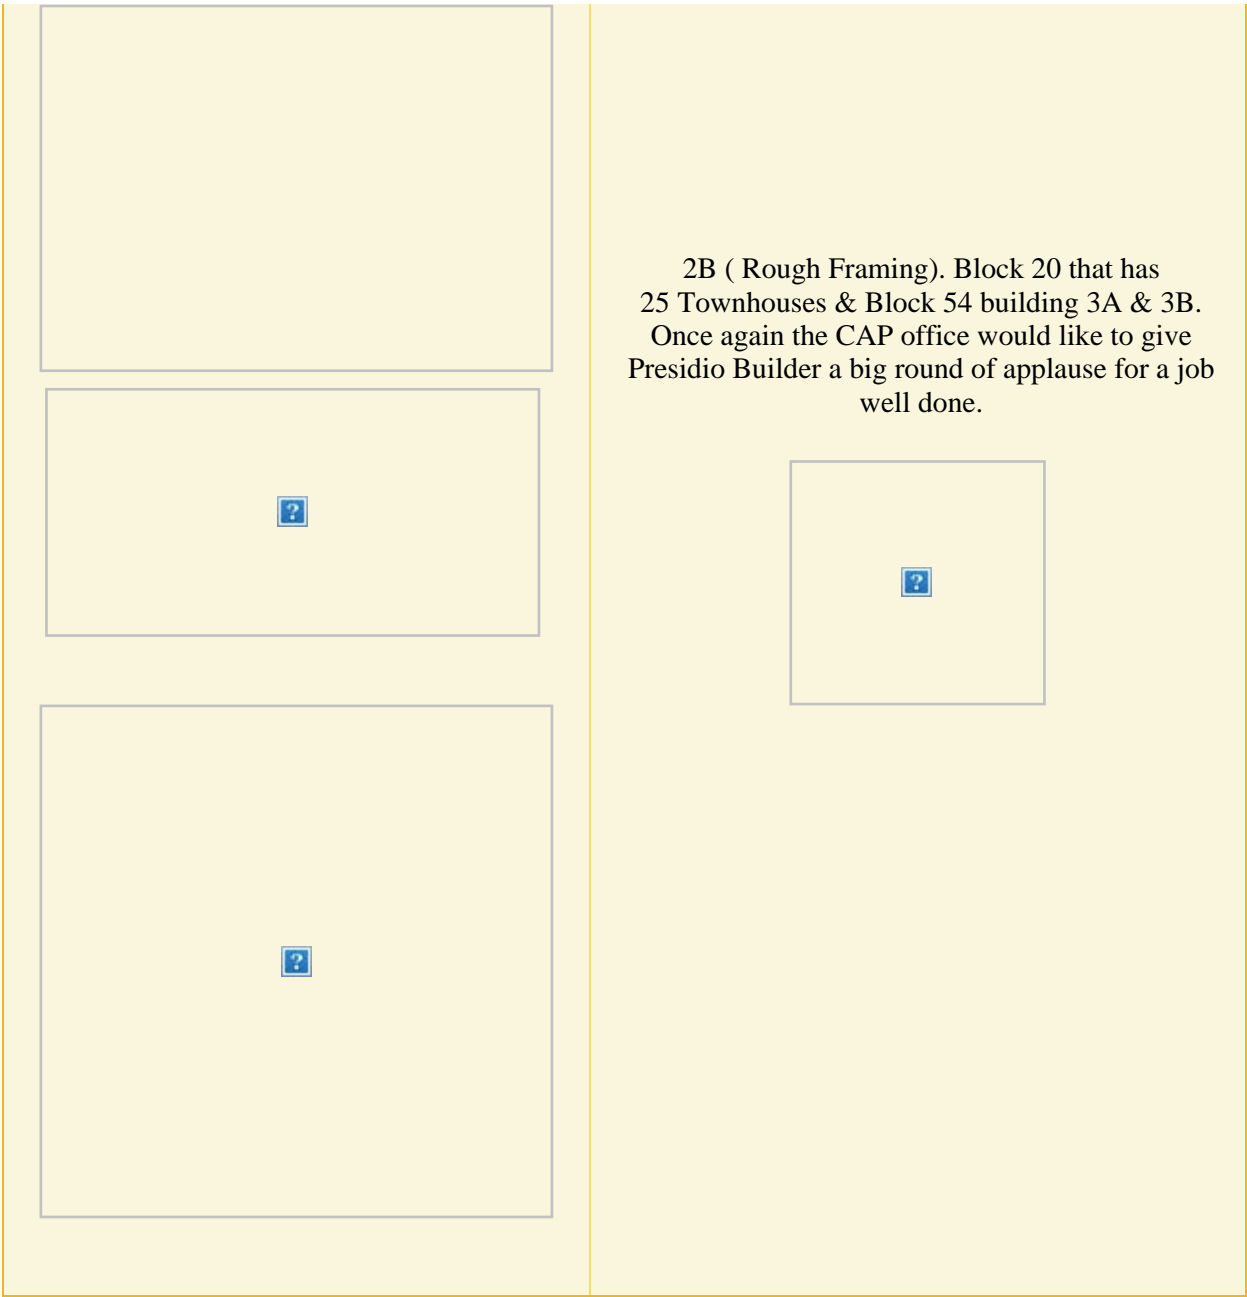 2B ( Rough Framing). Block 20 that has
25 Townhouses & Block 54 building 3A & 3B.
Once again the CAP office would like to give
Presidio Builder a big round of applause for a job
well done.